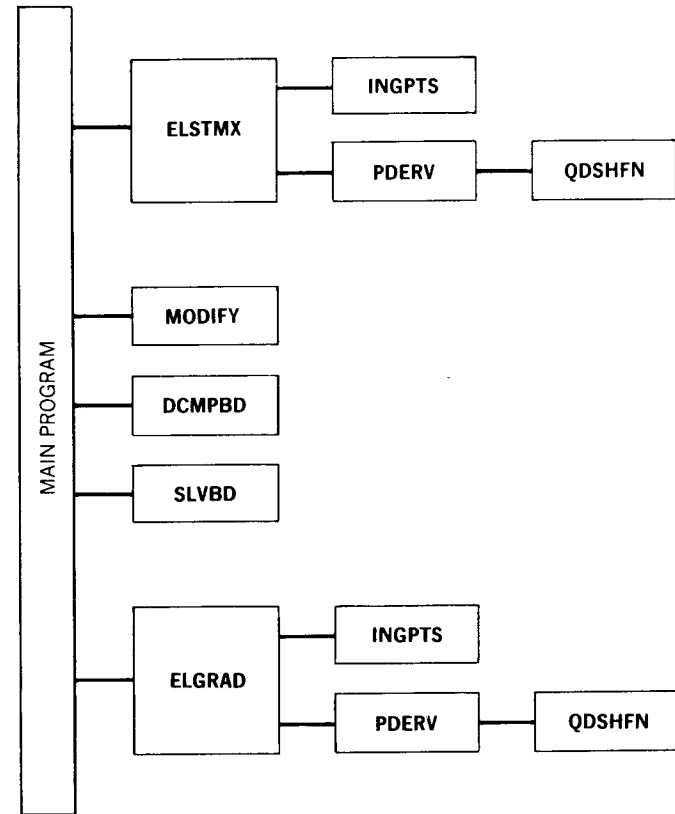 MAIN PROGRAM
ELSTMX
INGPTS
PDERV
QDSHFN
MODIFY
DCMPBD
SLVBD
ELGRAD
INGPTS
PDERV
QDSHFN